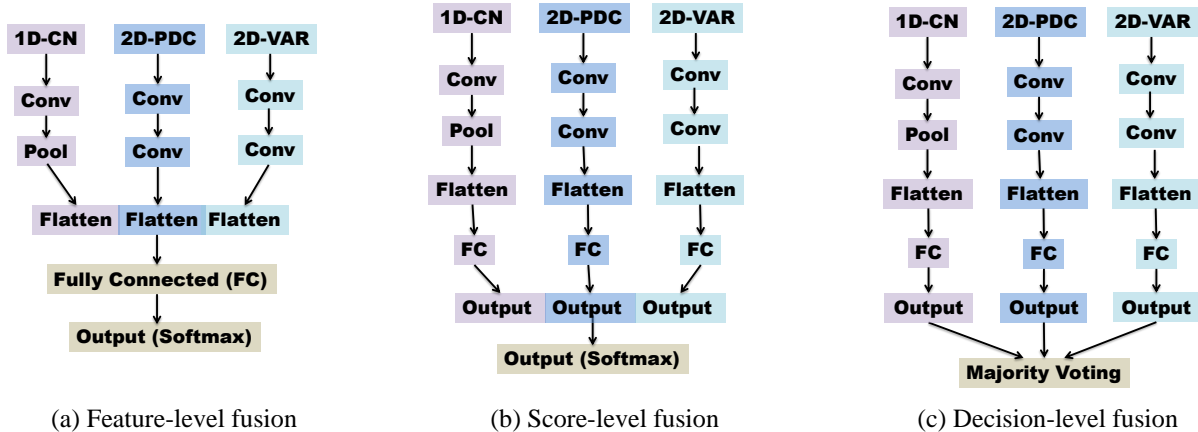 1D-CN 2D-PDC 2D-VAR
Conv Conv Conv
Pool Conv Conv
Flatten Flatten Flatten
Fully Connected (FC)
Output (Softmax)
(a) Feature-level fusion
1D-CN 2D-PDC 2D-VAR
Conv Conv Conv
Pool Conv Conv
Flatten Flatten Flatten
FC FC FC
Output Output Output
Output (Softmax)
(b) Score-level fusion
1D-CN 2D-PDC 2D-VAR
Conv Conv Conv
Pool Conv Conv
Flatten Flatten Flatten
FC FC FC
Output Output Output
Majority Voting
(c) Decision-level fusion